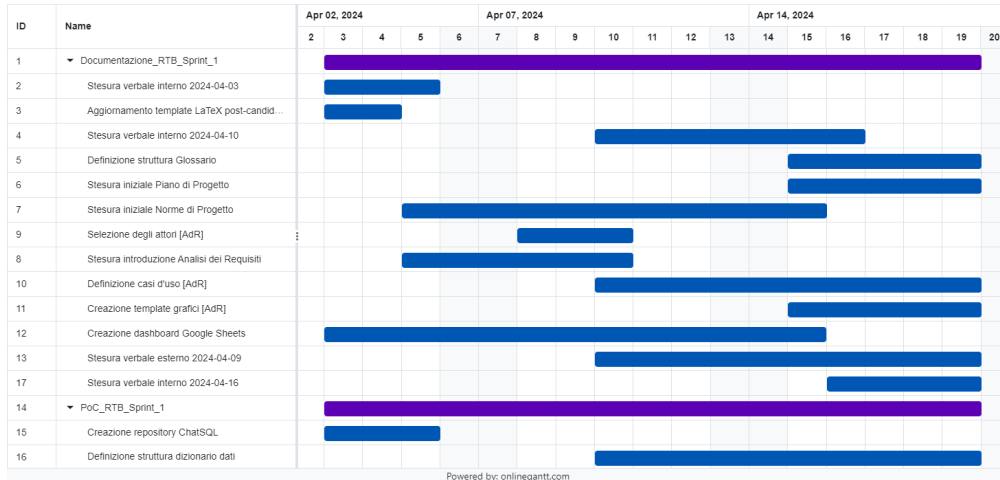 ID Name Apr 02, 2024 Apr 07, 2024 Apr 14, 2024
2 3 4 5 6 7 8 9 10 11 12 13 14 15 16 17 18 19 20
1 Documentazione_RTB_Sprint_1
2 Stesura verbale interno 2024-04-03
3 Aggiornamento template LaTeX post-candid...
4 Stesura verbale interno 2024-04-10
5 Definizione struttura Glossario
6 Stesura iniziale Piano di Progetto
7 Stesura iniziale Norme di Progetto
9 Selezione degli attori [AdR]
8 Stesura introduzione Analisi dei Requisiti
10 Definizione casi d'uso [AdR]
11 Creazione template grafici [AdR]
12 Creazione dashboard Google Sheets
13 Stesura verbale esterno 2024-04-09
17 Stesura verbale interno 2024-04-16
14 PoC_RTB_Sprint_1
15 Creazione repository ChatSQL
16 Definizione struttura dizionario dati
Powered by: onlinegantt.com